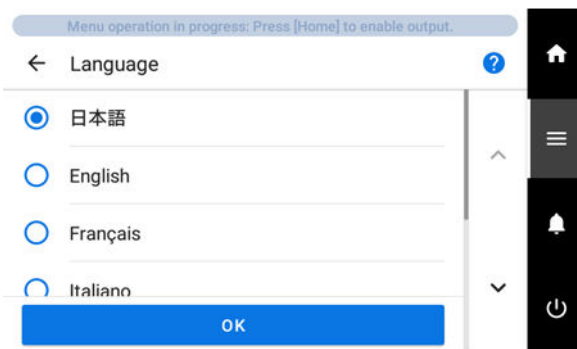 Menu operation in progress: Press [Home] to enable output.
Language
?
日本語
English
Français
Italiano
OK